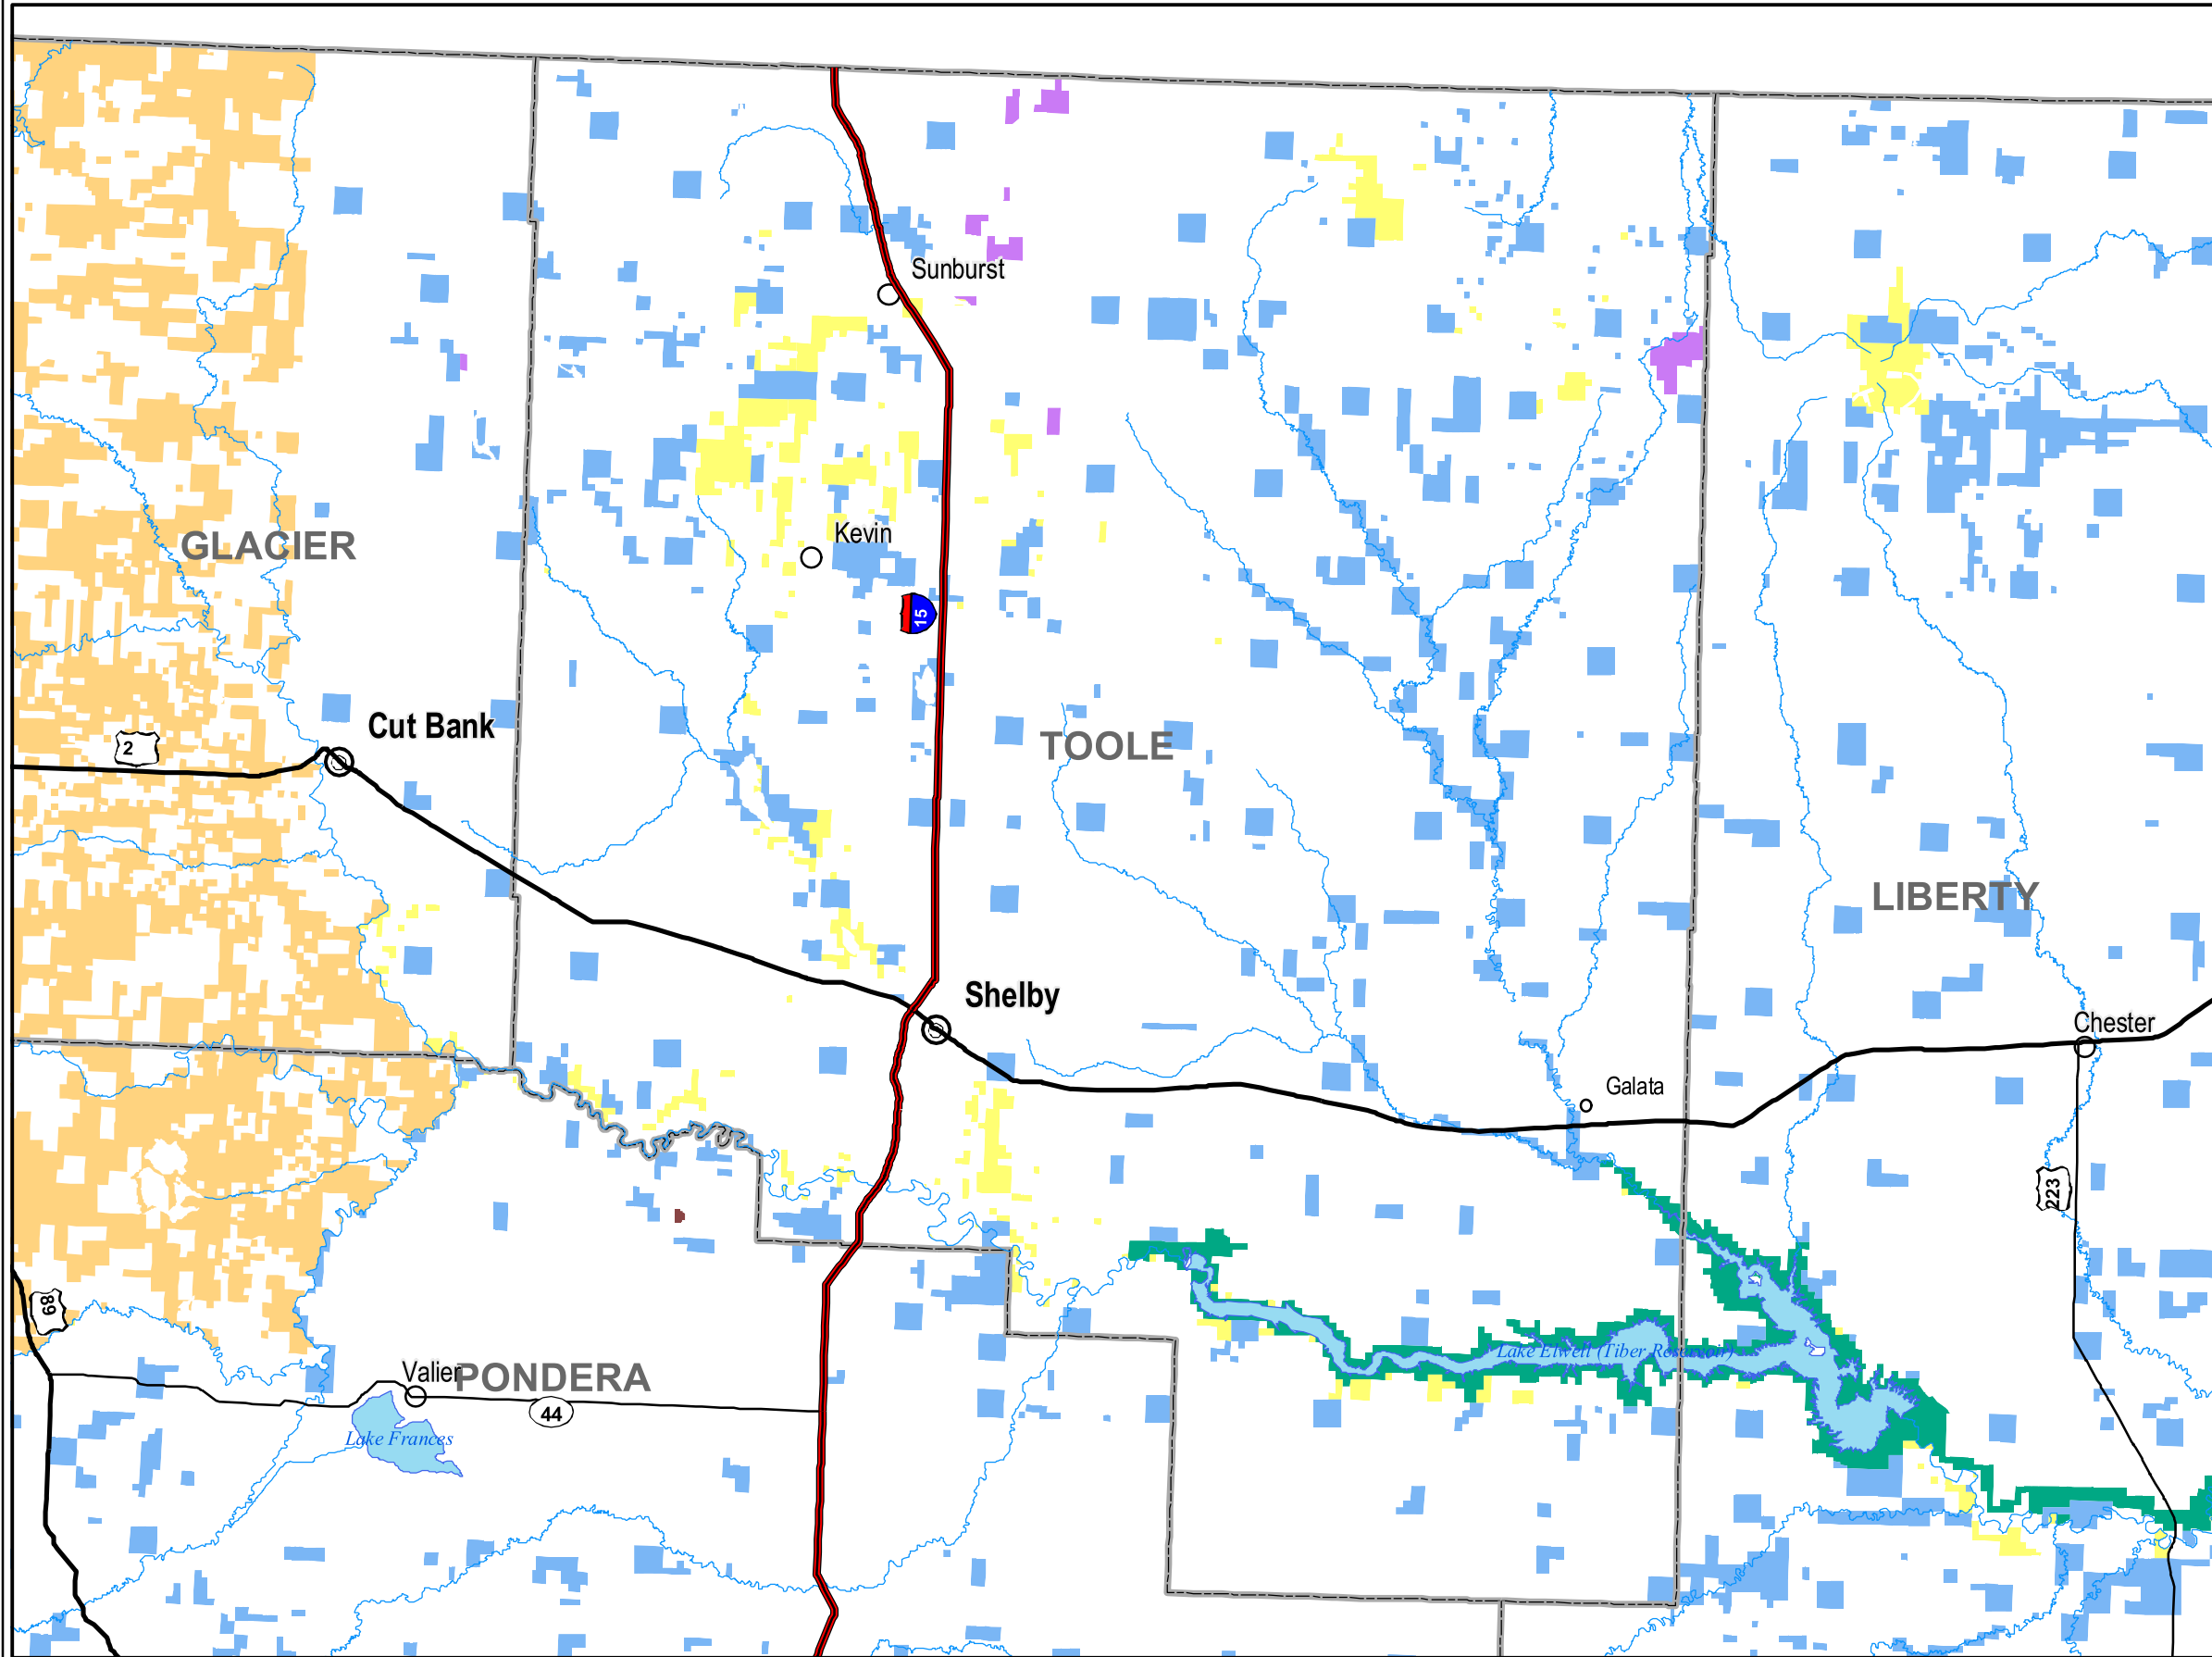 Sunburst
Kevin
GLACIER
15
Cut Bank
2
TOOLE
LIBERTY
Shelby
Chester
Galata
223
89
Lake Elwell (Tiber Reservoir)
Valier
PONDERA
44
Lake Frances